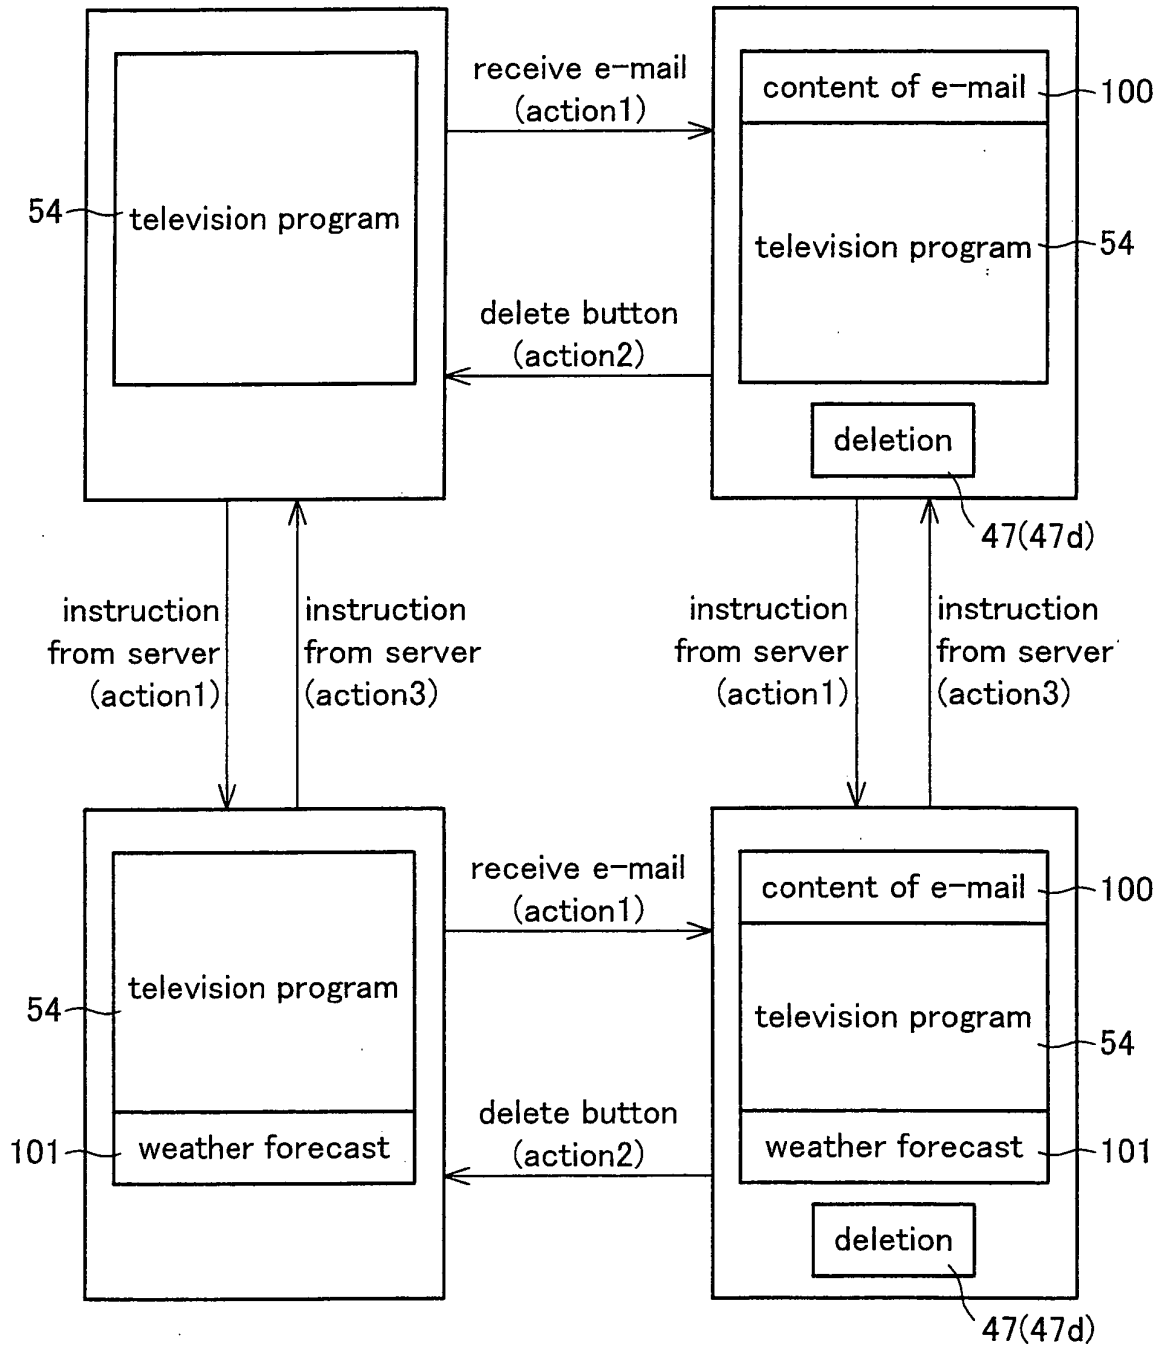 receive e-mail
(action1)
content of e-mail
100
54
television program
television program
54
delete button
(action2)
deletion
47(47d)
instruction
from server
(action1)
instruction
from server
(action3)
instruction
from server
(action1)
instruction
from server
(action3)
receive e-mail
(action1)
content of e-mail
100
television program
54
television program
54
delete button
(action2)
101
weather forecast
weather forecast
101
deletion
47(47d)